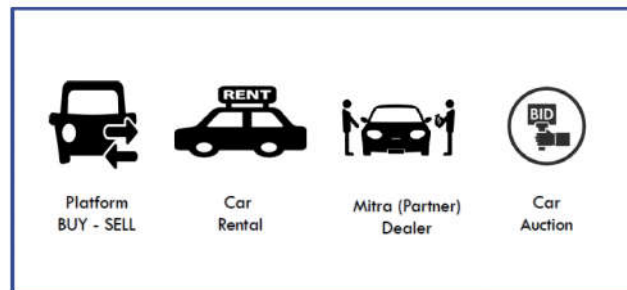 RENT
BID
Platform
BUY - SELL
Car
Rental
Mitra (Partner)
Dealer
Car
Auction